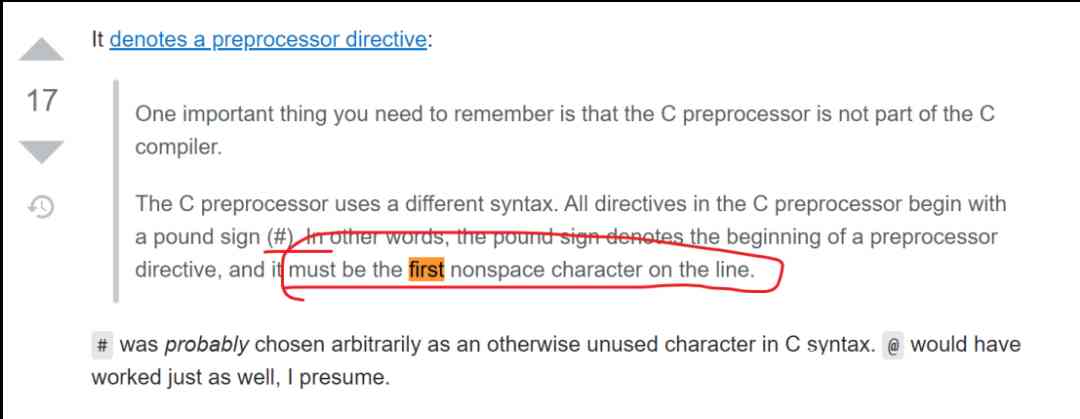 It denotes a preprocessor directive:
17
One important thing you need to remember is that the C preprocessor is not part of the C
compiler.
The C preprocessor uses a different syntax. All directives in the C preprocessor begin with
a pound sign (#). In other words, the pound sign denotes the beginning of a preprocessor
directive, and it must be the first nonspace character on the line.
# was probably chosen arbitrarily as an otherwise unused character in C syntax. @ would have
worked just as well, I presume.